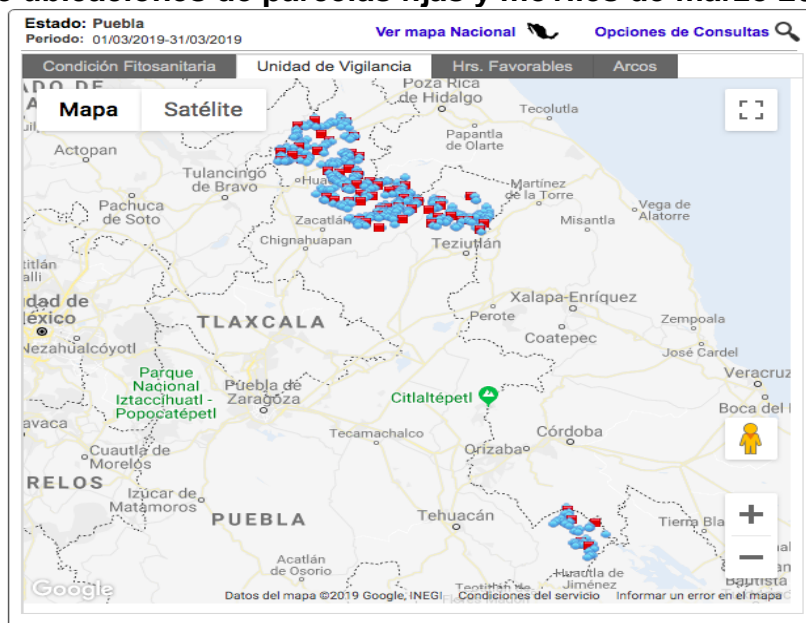 ubicaciones de parcelas fijas y móviles de marzo
Estado: Puebla
Periodo: 01/03/2019-31/03/2019
Ver mapa Nacional
Opciones de Consultas
Condición Fitosanitaria
Unidad de Vigilancia
Hrs. Favorables
Arcos
Mapa
Satélite
Poza Rica
de Hidalgo
Tecolutla
Papantla
de Olarte
Actopan
Tulancingo
de Bravo
Martínez
de la Torre
Pachuca
de Soto
Vega de
Alatorre
Misantla
Zacatlán
Chignahuapan
Teziutlán
Xalapa-Enríquez
Perote
Zempoala
TLAXCALA
Coatepec
José Cardel
Nezahualcóyotl
Veracruz
Parque
Nacional
Iztaccihuatl -
Popocatépetl
Puebla de
Zaragoza
Citlaltépetl
Boca del
Tecamachalco
Córdoba
Orizaba
Cuautla de
Morelos
Izúcar de
Matamoros
PUEBLA
Tehuacán
Tierra Bla
Acatlán
de Osorio
Huautla de
Jiménez
Google
Datos del mapa ©2019 Google, INEGI
Condiciones del servicio
Informar un error en el mapa